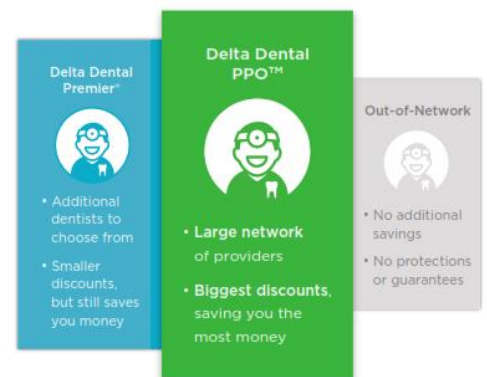 Delta Dental
Premier®
• Additional
dentists to
choose from
• Smaller
discounts,
but still saves
you money
Delta Dental
PPO™
• Large network
of providers
• Biggest discounts,
saving you the
most money
Out-of-Network
• No additional
savings
• No protections
or guarantees